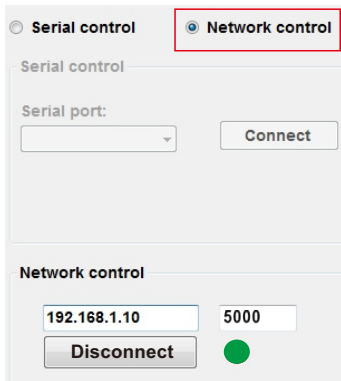 Serial control Network control
Serial control
Serial port:
Connect
Network control
192.168.1.10 5000
Disconnect